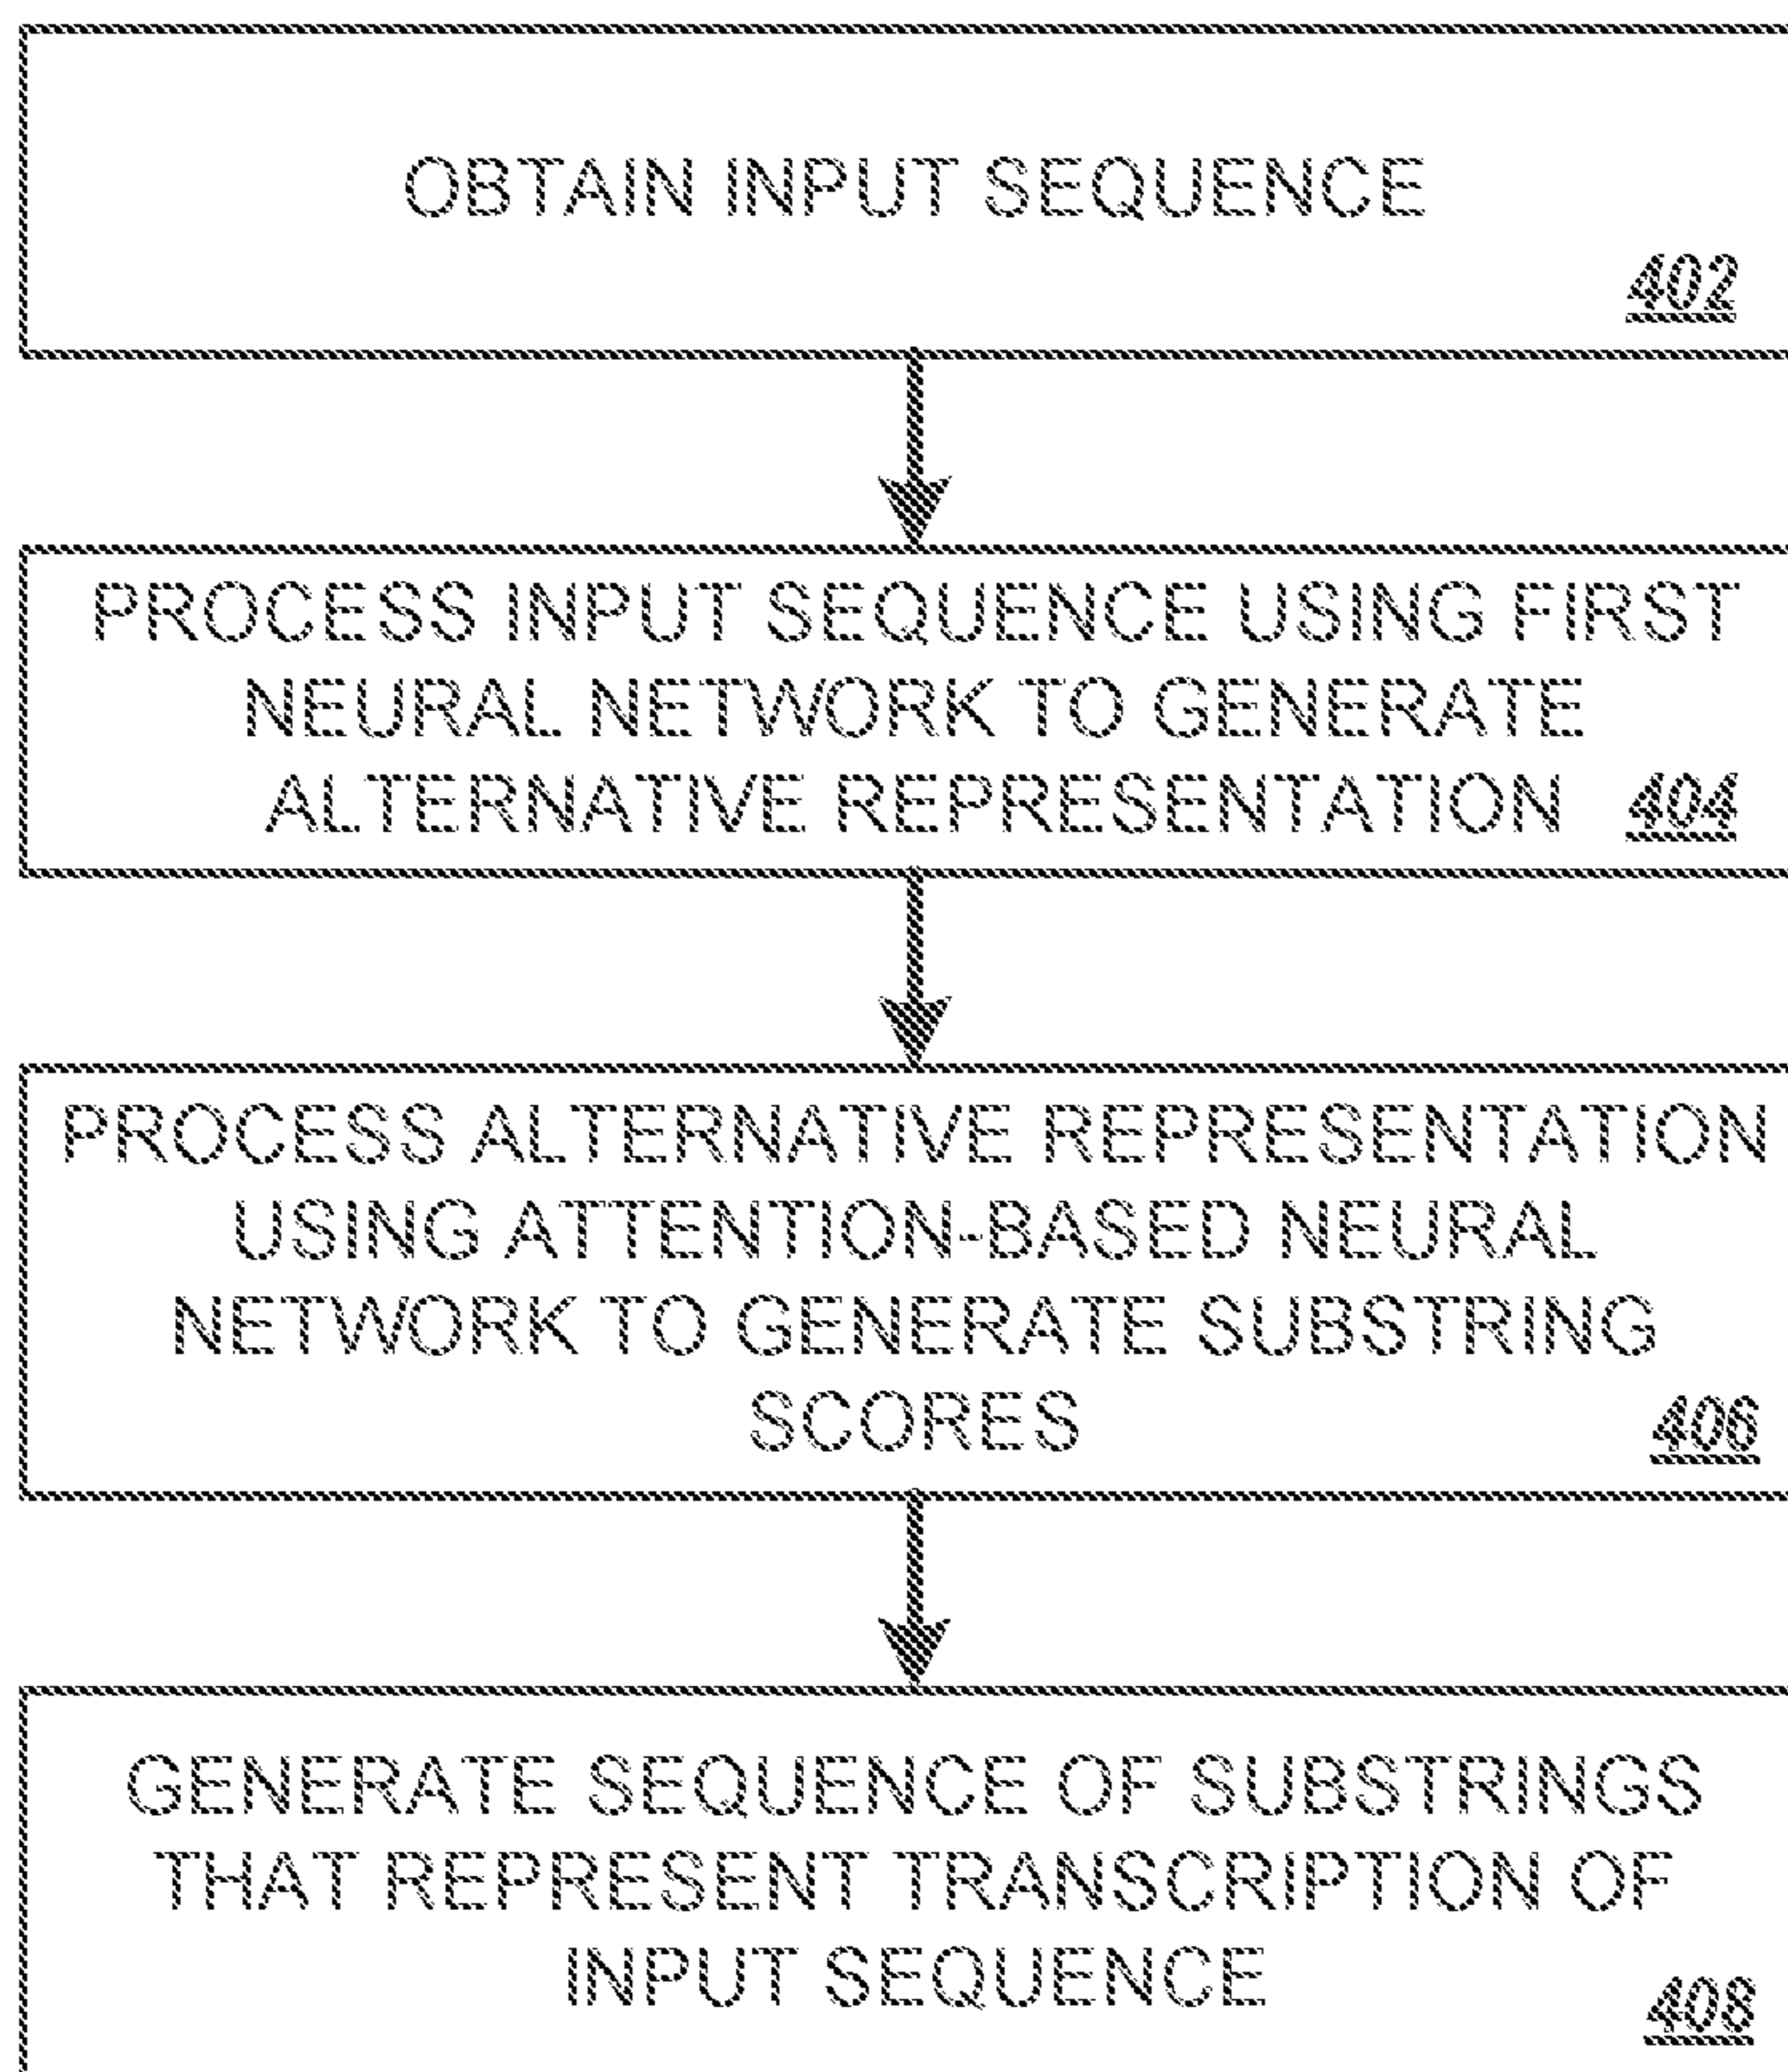 OBTAIN INPUT SEQUENCE
402
PROCESS INPUT SEQUENCE USING FIRST
NEURAL NETWORK TO GENERATE
ALTERNATIVE REPRESENTATION 404
PROCESS ALTERNATIVE REPRESENTATION
USING ATTENTION-BASED NEURAL
NETWORK TO GENERATE SUBSTRING
SCORES 406
GENERATE SEQUENCE OF SUBSTRINGS
THAT REPRESENT TRANSCRIPTION OF
INPUT SEQUENCE
408